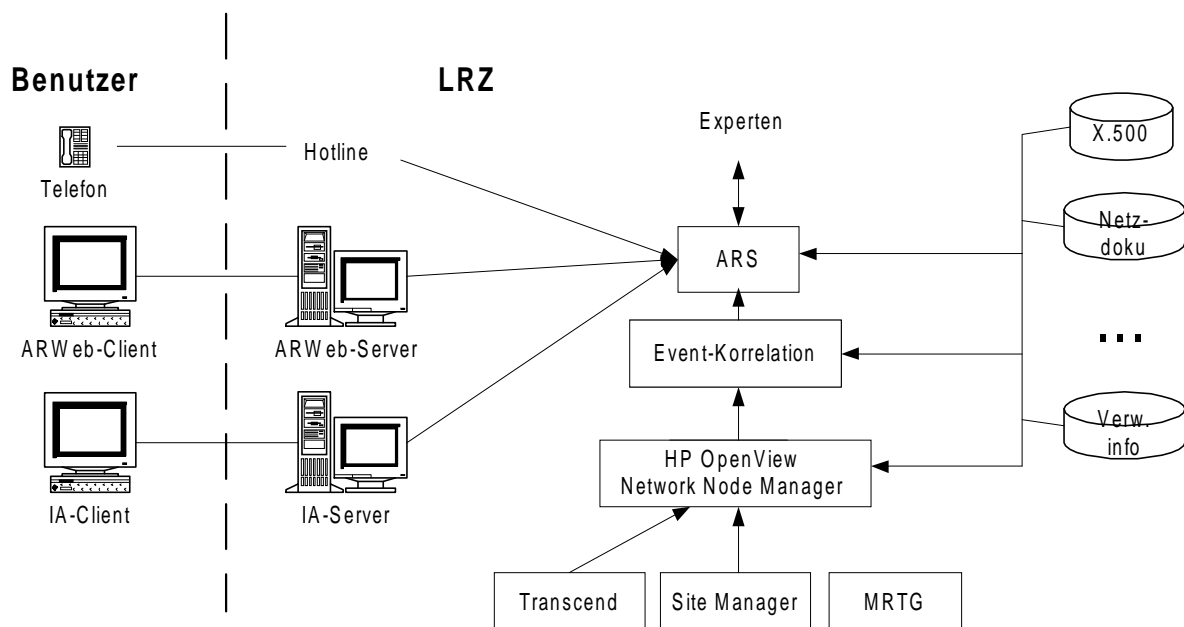 Benutzer
LRZ
Telefon
Hotline
Experten
X.500
Netz-
doku
ARWeb-Client
ARWeb-Server
ARS
Event-Korrelation
...
IA-Client
IA-Server
HP OpenView
Network Node Manager
Verw.
info
Transcend
Site Manager
MRTG